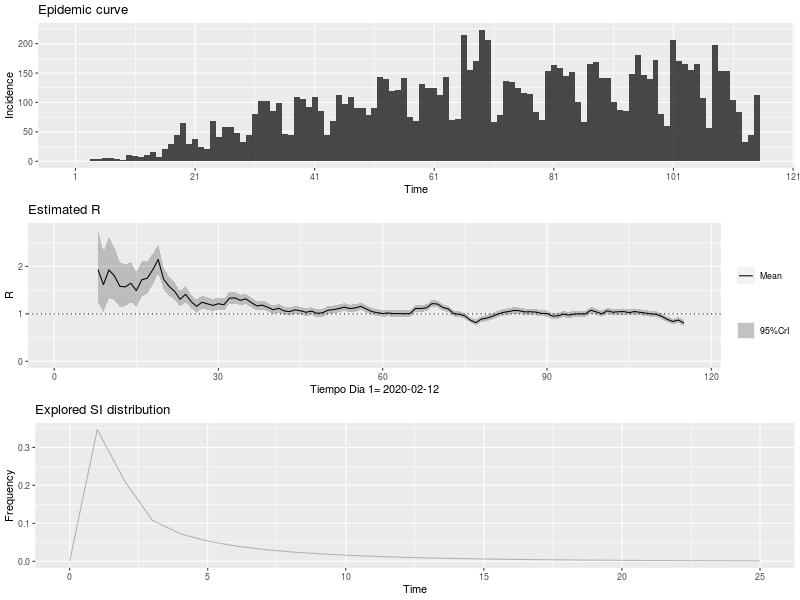 Epidemic curve
200
150
100
50
0
Incidence
1 21 41 61 81 101 121
Time
Estimated R
2
1
0
R
0 30 60 90 120
Tiempo Dia 1= 2020-02-12
Mean
95%CrI
Explored SI distribution
0.3
0.2
0.1
0.0
Frequency
0 5 10 15 20 25
Time